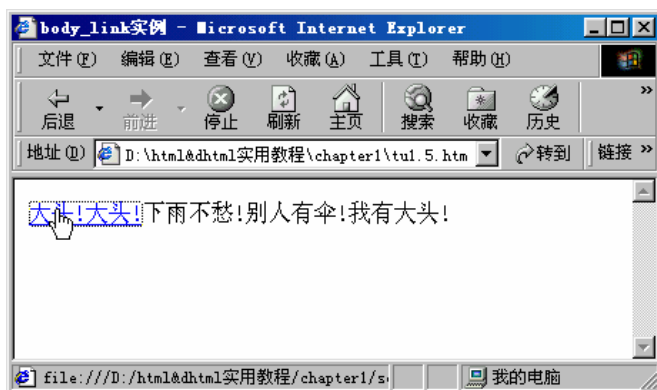 body_link实例 - Microsoft Internet Explorer
文件(F) 编辑(E) 查看(V) 收藏(A) 工具(T) 帮助(H)
后退 前进 停止 刷新 主页 搜索 收藏 历史 »
地址(D) D:\html&dhtml实用教程\chapter1\tu1.5.htm 转到 链接 »
大头!大头!下雨不愁!别人有伞!我有大头!
file:///D:/html&dhtml实用教程/chapter1/s 我的电脑